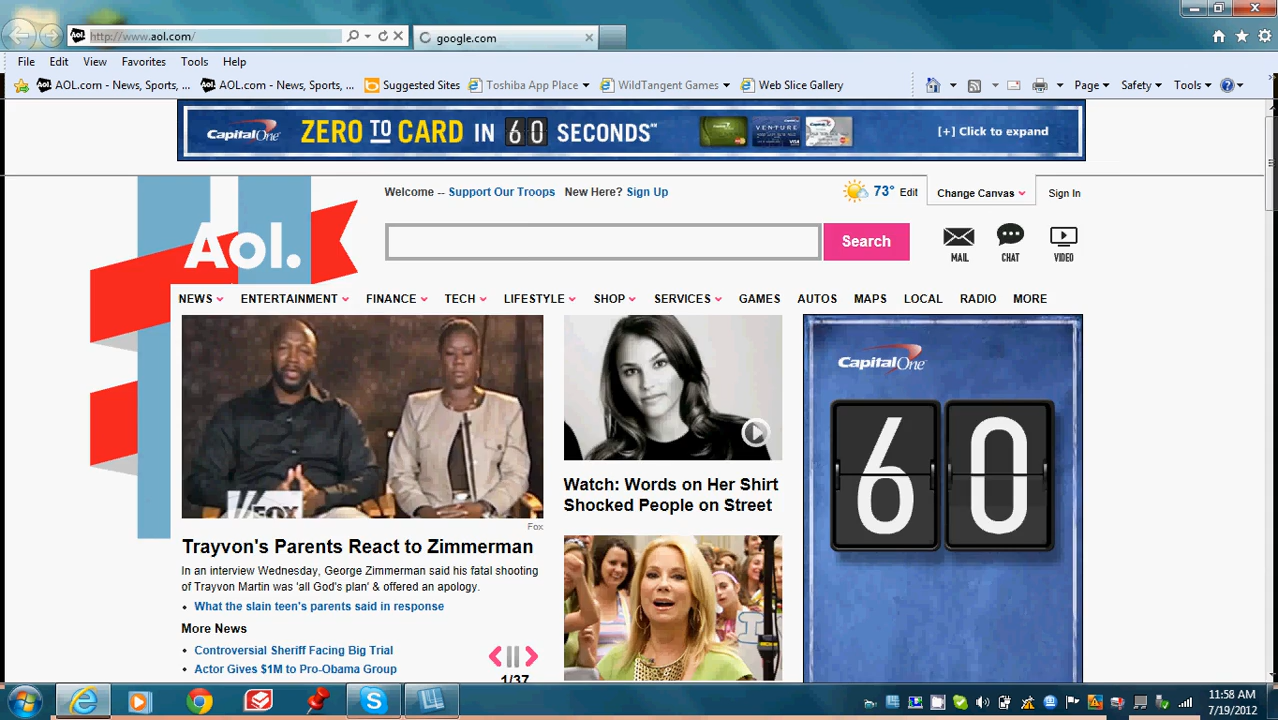 http://www.aol.com/
google.com
File Edit View Favorites Tools Help
AOL.com - News, Sports, ... AOL.com - News, Sports, ... Suggested Sites Toshiba App Place WildTangent Games Web Slice Gallery Page Safety Tools
Capital One ZERO TO CARD IN 60 SECONDS℠ VENTURE [+] Click to expand
Welcome -- Support Our Troops New Here? Sign Up 73° Edit Change Canvas Sign In
Aol. Search MAIL CHAT VIDEO
NEWS ENTERTAINMENT FINANCE TECH LIFESTYLE SHOP SERVICES GAMES AUTOS MAPS LOCAL RADIO MORE
FOX
Fox
Trayvon's Parents React to Zimmerman
In an interview Wednesday, George Zimmerman said his fatal shooting
of Trayvon Martin was 'all God's plan' & offered an apology.
• What the slain teen's parents said in response
More News
• Controversial Sheriff Facing Big Trial
• Actor Gives $1M to Pro-Obama Group
1/37
Watch: Words on Her Shirt
Shocked People on Street
Capital One
60
11:58 AM
7/19/2012